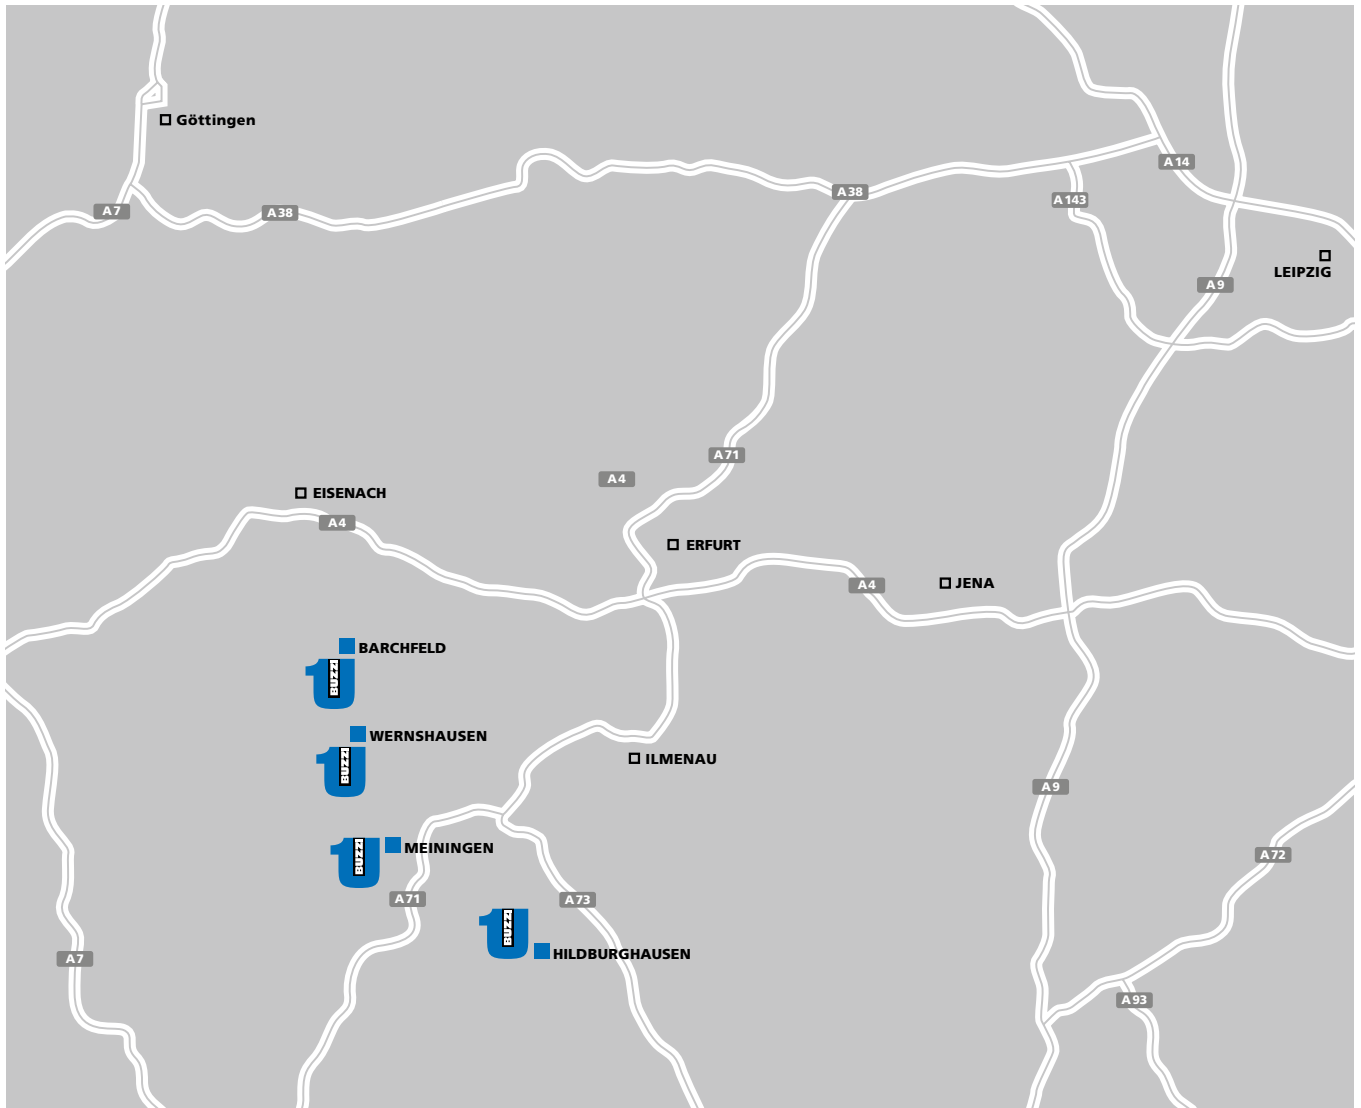 Göttingen
A14
A38
A143
A7
A38
LEIPZIG
A9
A71
A4
EISENACH
A4
ERFURT
JENA
A4
BARCHFELD
BUZZI
WERNSHAUSEN
BUZZI
ILMENAU
A9
MEININGEN
BUZZI
A72
A71
A73
BUZZI
HILDBURGHAUSEN
A7
A93